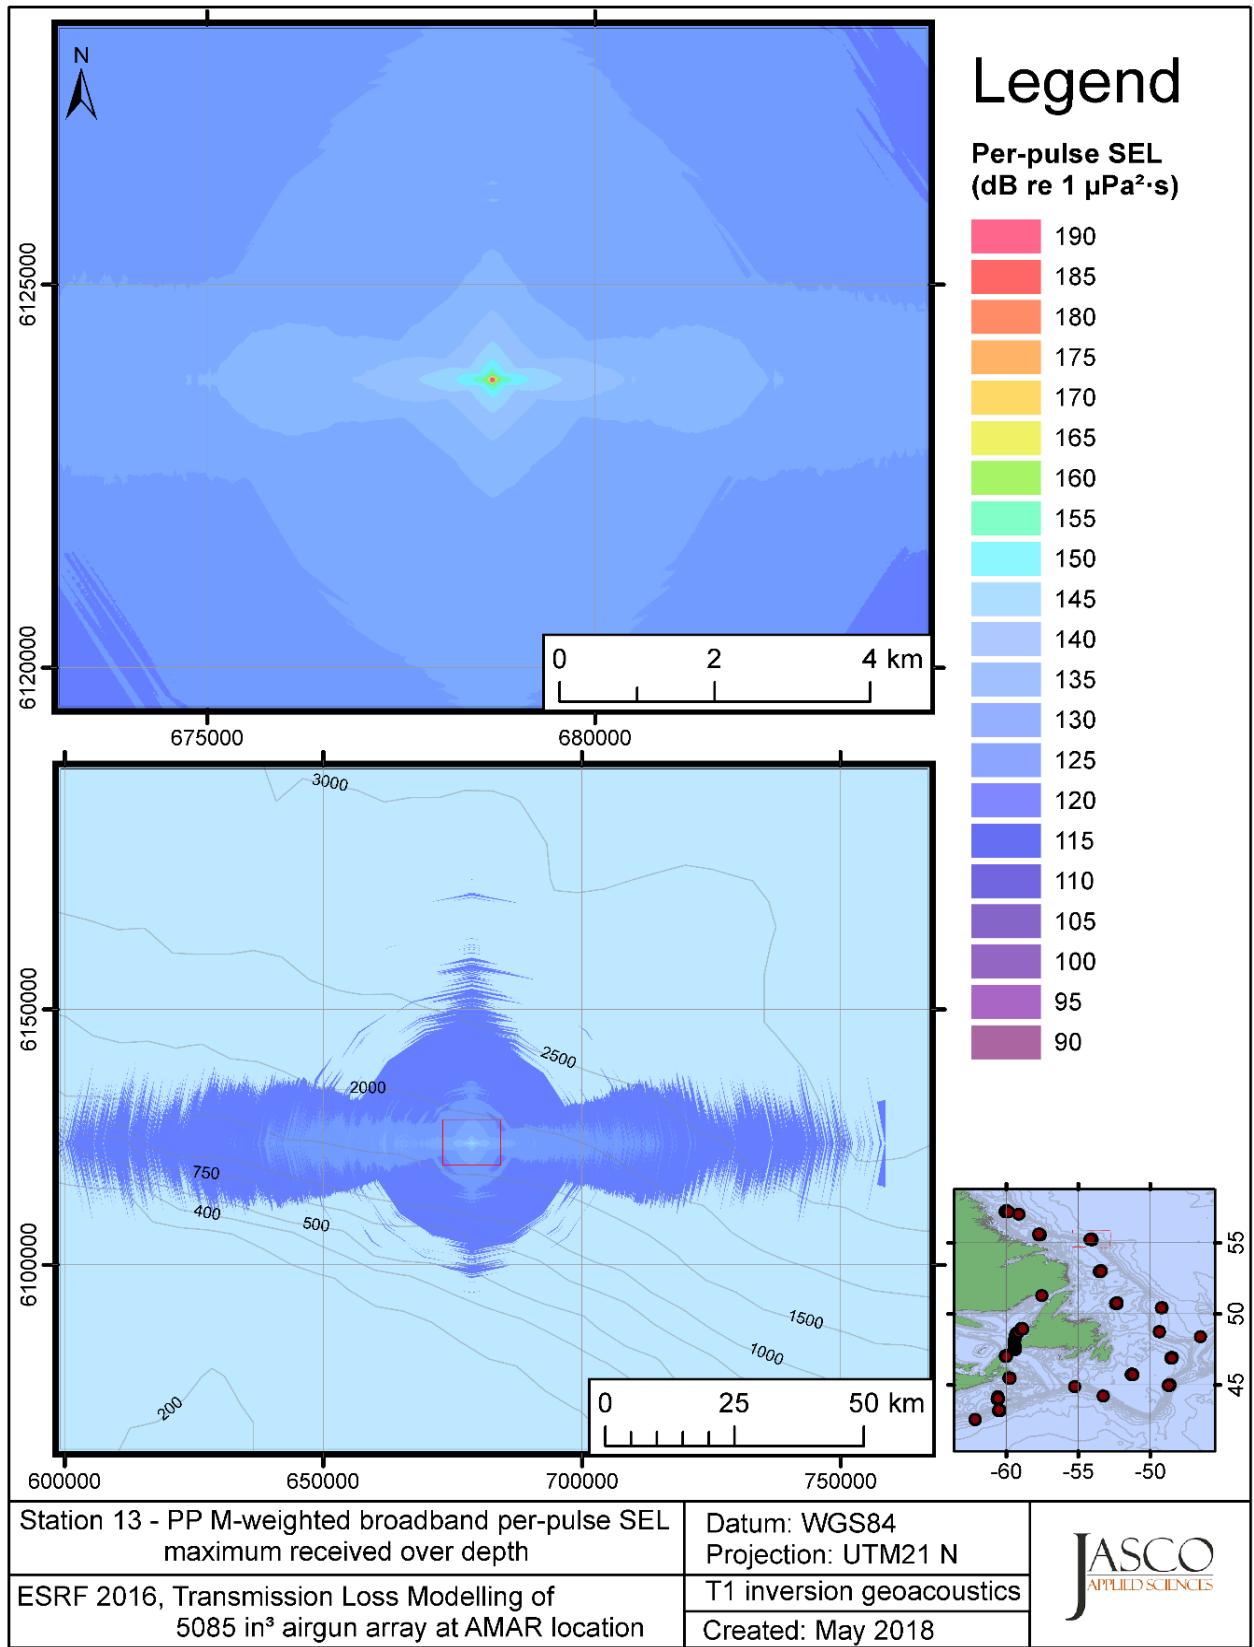 N
6125000
6120000
0 2 4 km
675000 680000
Legend
Per-pulse SEL
(dB re 1 µPa²·s)
190
185
180
175
170
165
160
155
150
145
140
135
130
125
120
115
110
105
100
95
90
3000
2500
2000
750
400
500
1500
1000
200
6150000
6100000
0 25 50 km
600000 650000 700000 750000
55
50
45
-60 -55 -50
Station 13 - PP M-weighted broadband per-pulse SEL
maximum received over depth
ESRF 2016, Transmission Loss Modelling of
5085 in³ airgun array at AMAR location
Datum: WGS84
Projection: UTM21 N
T1 inversion geoacoustics
Created: May 2018
JASCO
APPLIED SCIENCES